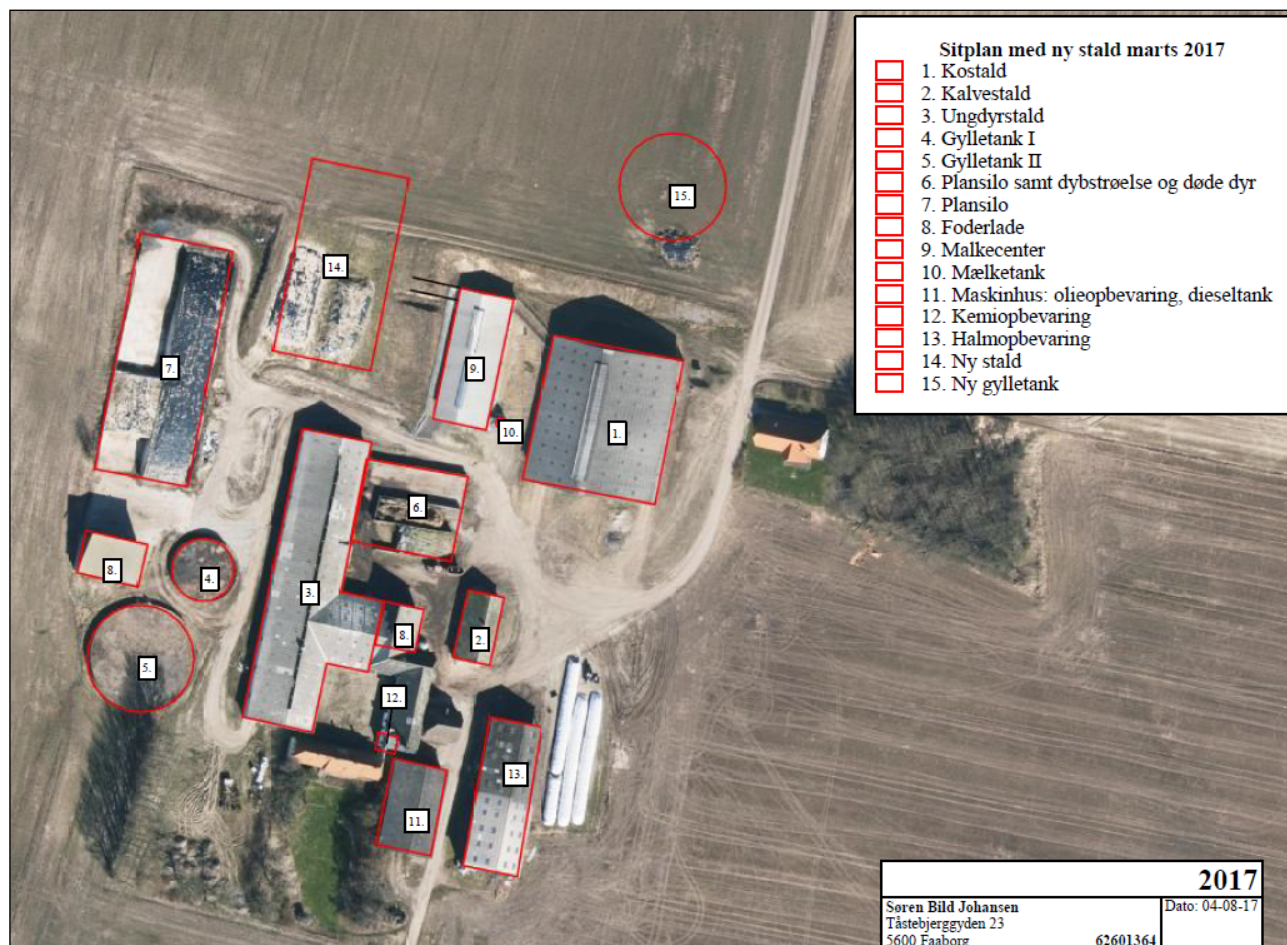 Sitplan med ny stald marts 2017
1. Kostald
2. Kalvestald
3. Ungdyrstald
4. Gylletank I
5. Gylletank II
6. Plansilo samt dybstrøelse og døde dyr
7. Plansilo
8. Foderlade
9. Malkecenter
10. Mælketank
11. Maskinhus: olieopbevaring, dieseltank
12. Kemiopbevaring
13. Halmopbevaring
14. Ny stald
15. Ny gylletank
15.
14.
7.
9.
10.
1.
6.
8.
4.
3.
8.
2.
5.
12.
13.
11.
2017
Søren Bild Johansen
Dato: 04-08-17
Tåstebjerggyden 23
5600 Faaborg 62601364